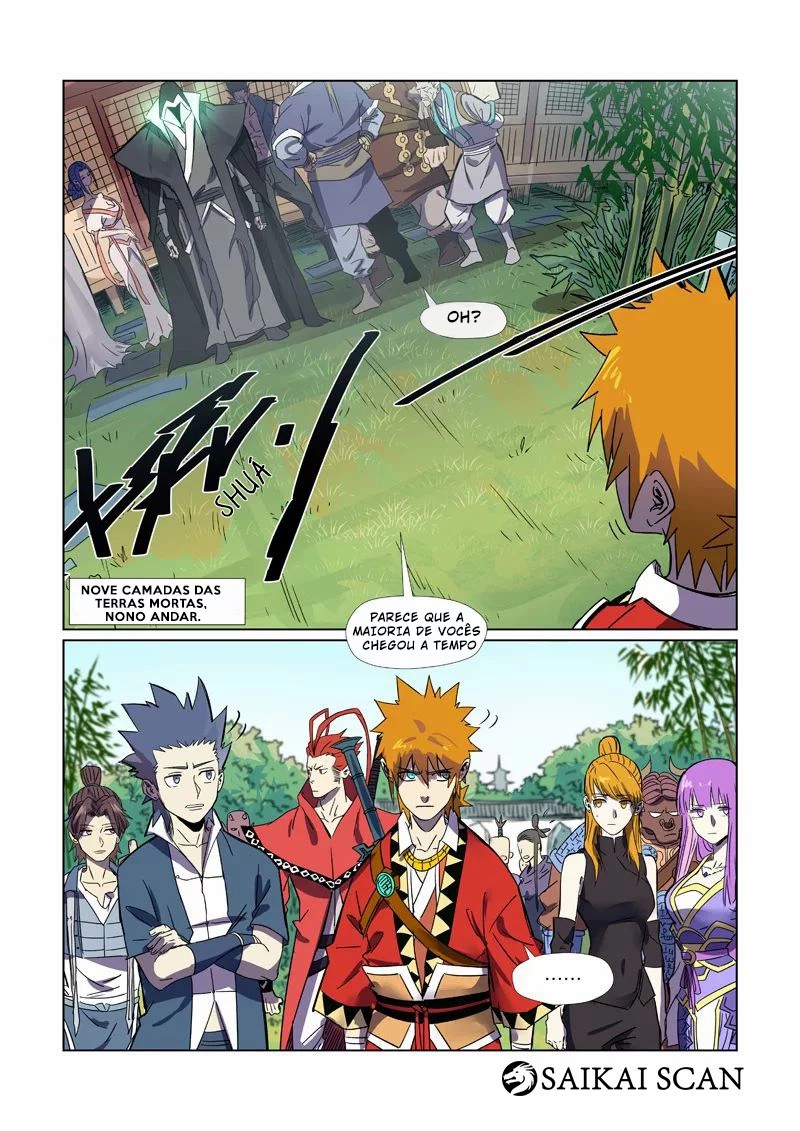 OH?
SHUÁ
NOVE CAMADAS DAS
TERRAS MORTAS,
NONO ANDAR.
PARECE QUE A
MAIORIA DE VOCÊS
CHEGOU A TEMPO
......
SAIKAI SCAN